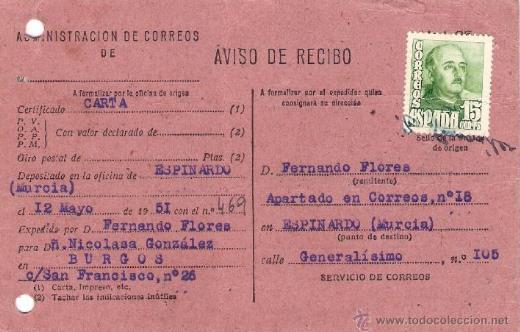 ADMINISTRACION DE CORREOS
DE
AVISO DE RECIBO
A formalizar por la oficina de origen
Certificado CARTA (1)
P. V.
O. A.
P. P.
P. M.
Con valor declarado de (2)
Giro postal de Ptas. (2)
Depositado en la oficina de ESPINARDO
(Murcia)
el 12 Mayo de 1951 con el n.º 469
Expedido por D. Fernando Flores
para D ñ.Nicolasa González
en BURGOS
c/San Francisco,nº26
(1) Carta, Impreso, etc.
(2) Tachar las indicaciones inútiles
A formalizar por el expedidor quien
consignará su dirección
CORREOS
ESPAÑA
15
CENTS
Sello de la oficina
de origen
D. Fernando Flores
(remitente)
Apartado en Correos,nº18
en ESPINARDO (Murcia)
(punto de destino)
calle Generalísimo , n.º 105
SERVICIO DE CORREOS
www.todocoleccion.net